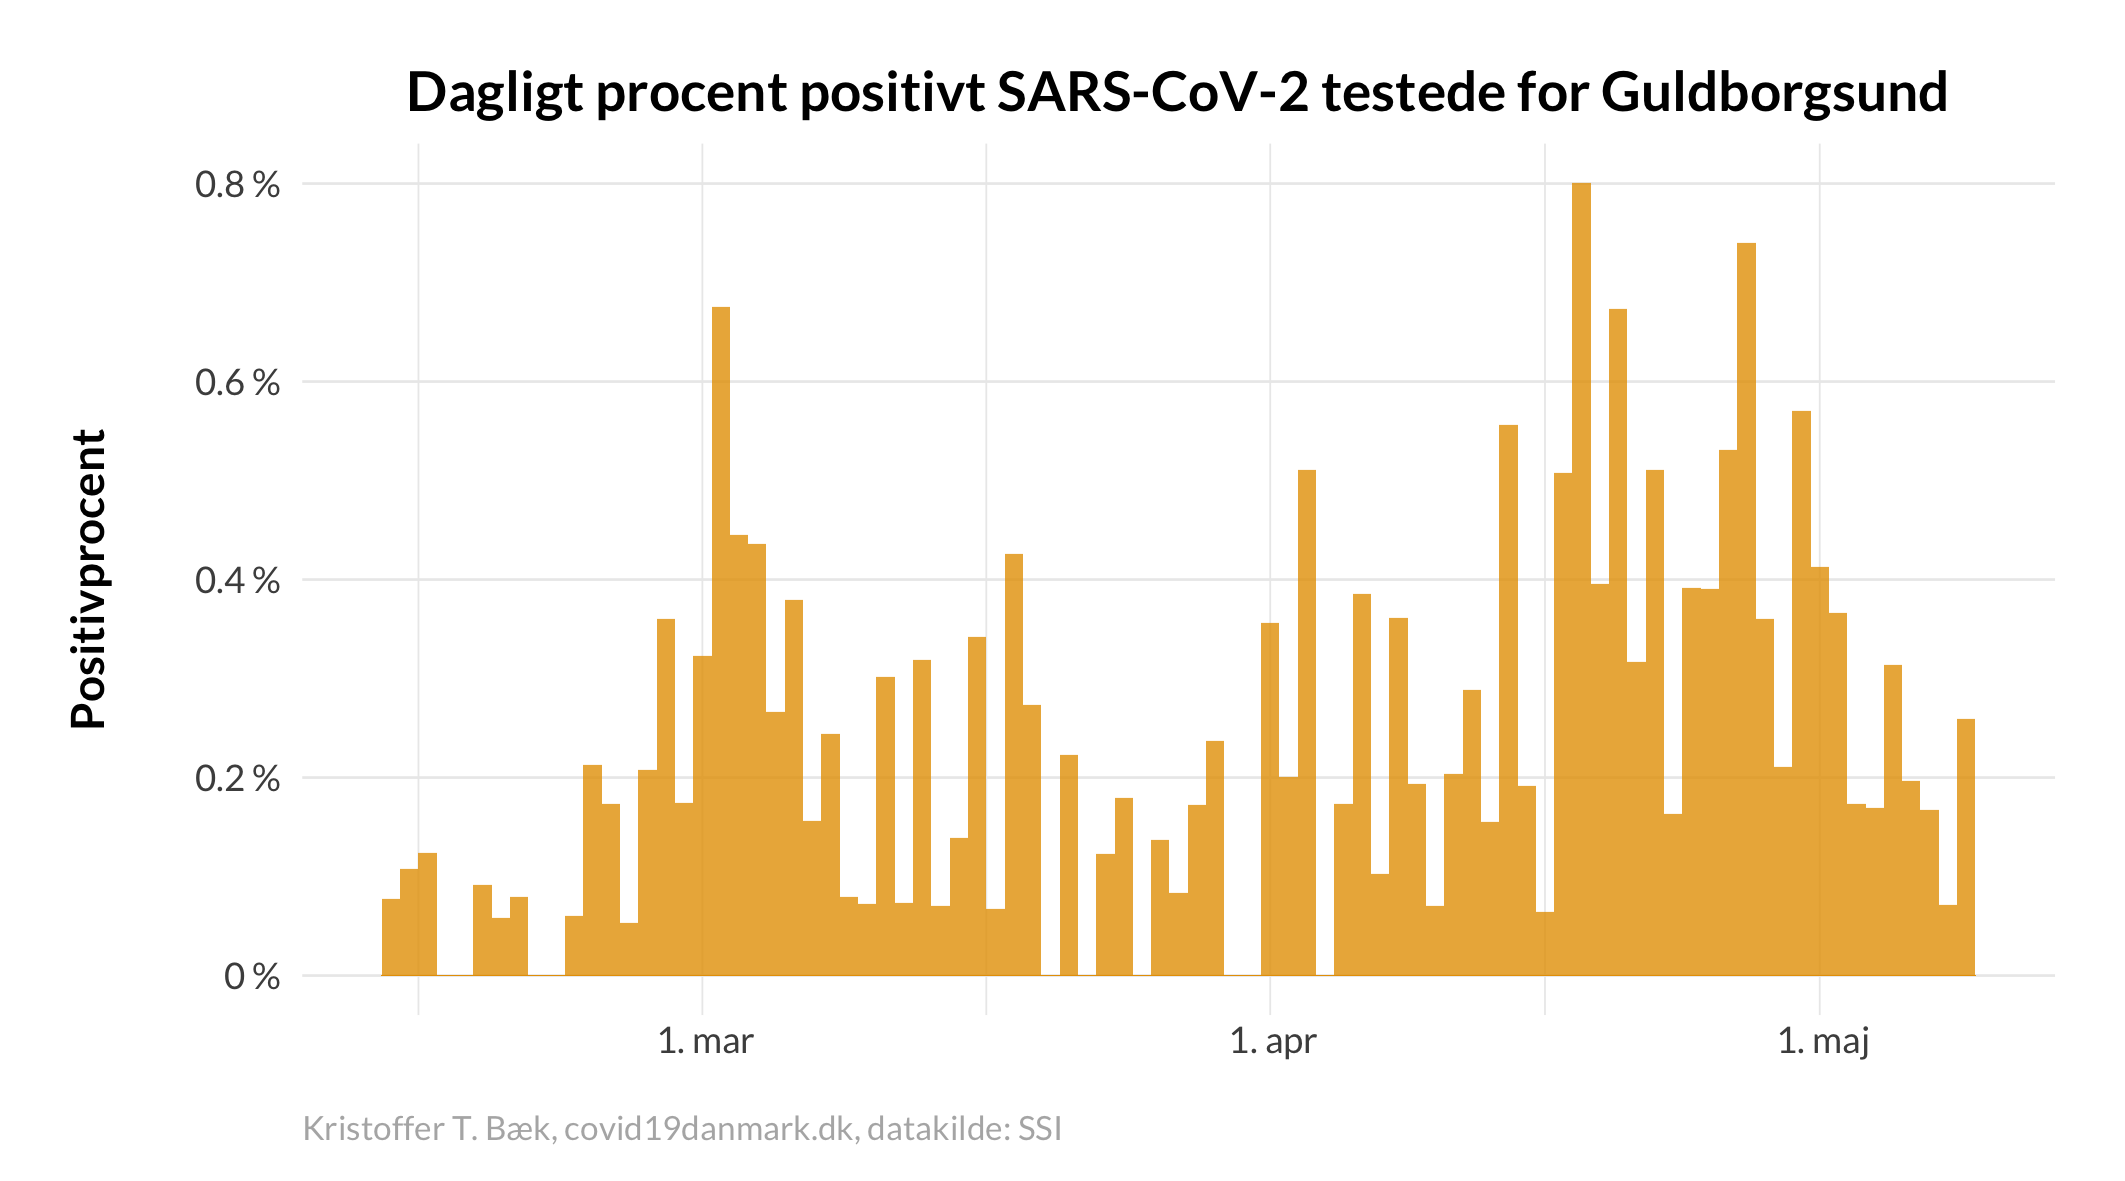 Dagligt procent positivt SARS-CoV-2 testede for Guldborgsund
Positivprocent
0.8 %
0.6 %
0.4 %
0.2 %
0 %
1. mar
1. apr
1. maj
Kristoffer T. Bæk, covid19danmark.dk, datakilde: SSI